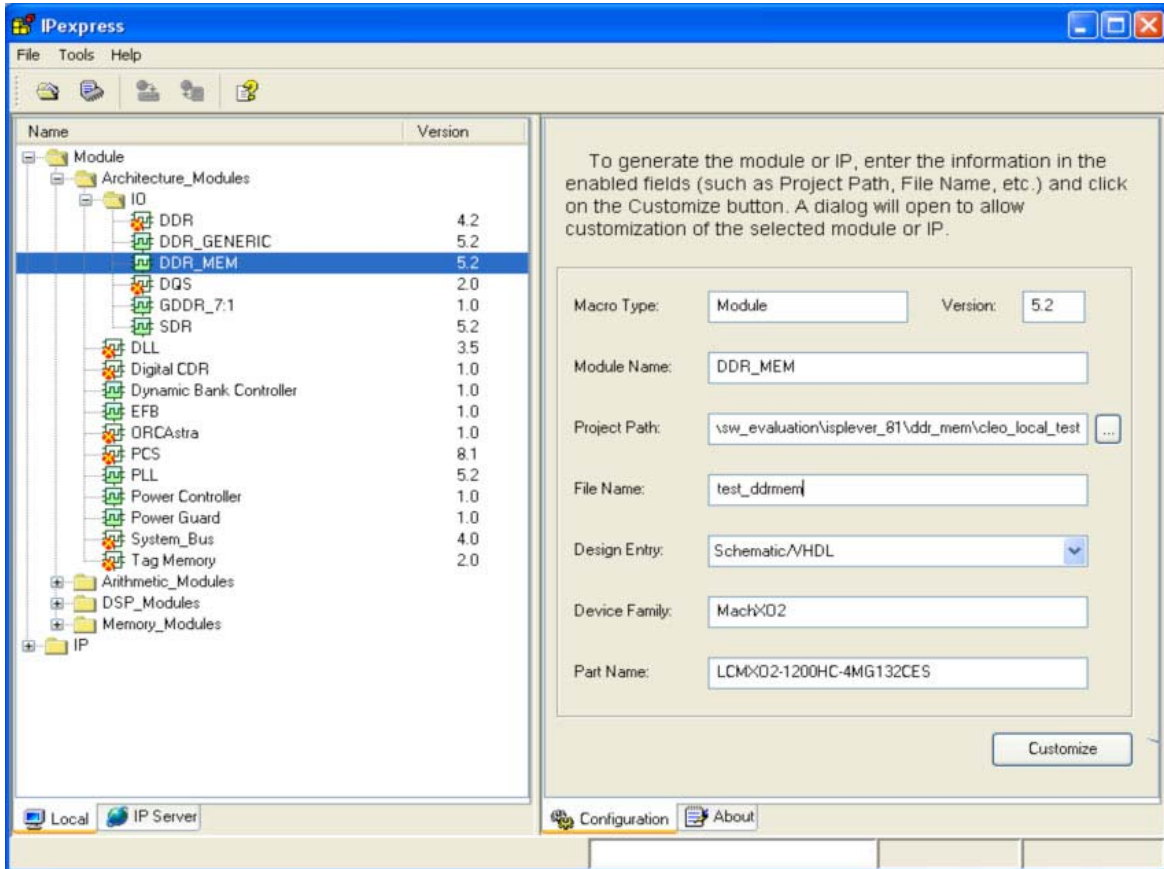 IPexpress
File Tools Help
Name Version
Module
Architecture_Modules
IO
DDR 4.2
DDR_GENERIC 5.2
DDR_MEM 5.2
DQS 2.0
GDDR_7:1 1.0
SDR 5.2
DLL 3.5
Digital CDR 1.0
Dynamic Bank Controller 1.0
EFB 1.0
ORCAstra 1.0
PCS 8.1
PLL 5.2
Power Controller 1.0
Power Guard 1.0
System_Bus 4.0
Tag Memory 2.0
Arithmetic_Modules
DSP_Modules
Memory_Modules
IP
Local IP Server
To generate the module or IP, enter the information in the
enabled fields (such as Project Path, File Name, etc.) and click
on the Customize button. A dialog will open to allow
customization of the selected module or IP.
Macro Type: Module Version: 5.2
Module Name: DDR_MEM
Project Path: \sw_evaluation\isplever_81\ddr_mem\cleo_local_test ...
File Name: test_ddrmem
Design Entry: Schematic/VHDL
Device Family: MachXO2
Part Name: LCMXO2-1200HC-4MG132CES
Customize
Configuration About